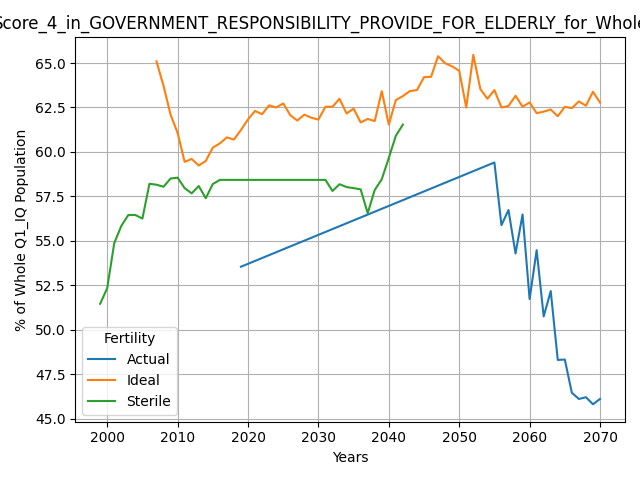 Score_4_in_GOVERNMENT_RESPONSIBILITY_PROVIDE_FOR_ELDERLY_for_Whole
% of Whole Q1_IQ Population
65.0
62.5
60.0
57.5
55.0
52.5
50.0
47.5
45.0
Fertility
Actual
Ideal
Sterile
2000 2010 2020 2030 2040 2050 2060 2070
Years